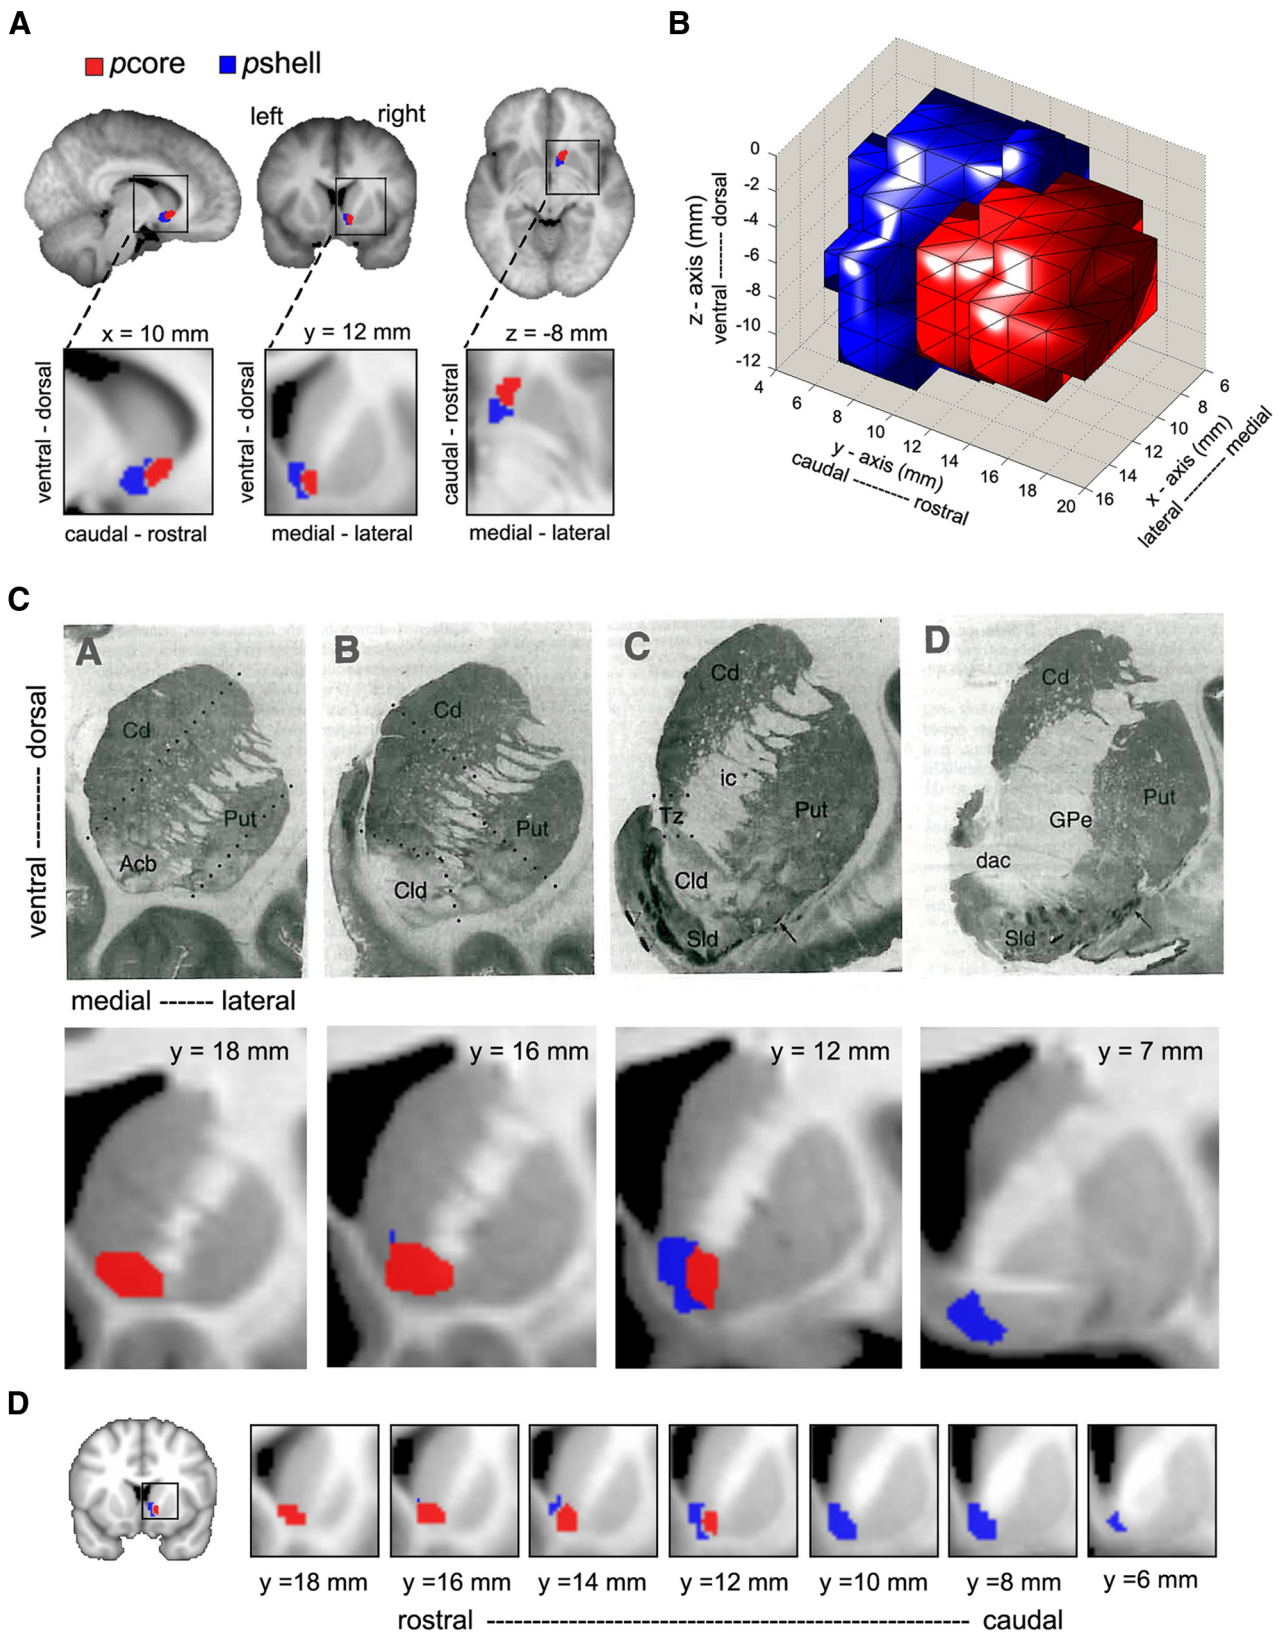 A
pcore pshell
left right
x = 10 mm y = 12 mm z = -8 mm
ventral - dorsal
ventral - dorsal
caudal - rostral
caudal - rostral medial - lateral medial - lateral
B
0
-2
-4
-6
-8
-10
-12
z - axis (mm)
ventral -------- dorsal
4 6 8 10 12 14 16 18 20
y - axis (mm)
caudal --------- rostral
6 8 10 12 14 16
x - axis (mm)
lateral ---------- medial
C
ventral ------------ dorsal
A
Cd
Put
Acb
B
Cd
Put
Cld
C
Cd
ic
Tz
Put
Cld
Sld
D
Cd
Put
GPe
dac
Sld
medial ------ lateral
y = 18 mm y = 16 mm y = 12 mm y = 7 mm
D
y =18 mm y =16 mm y =14 mm y =12 mm y =10 mm y =8 mm y =6 mm
rostral ------------------------------------------------ caudal